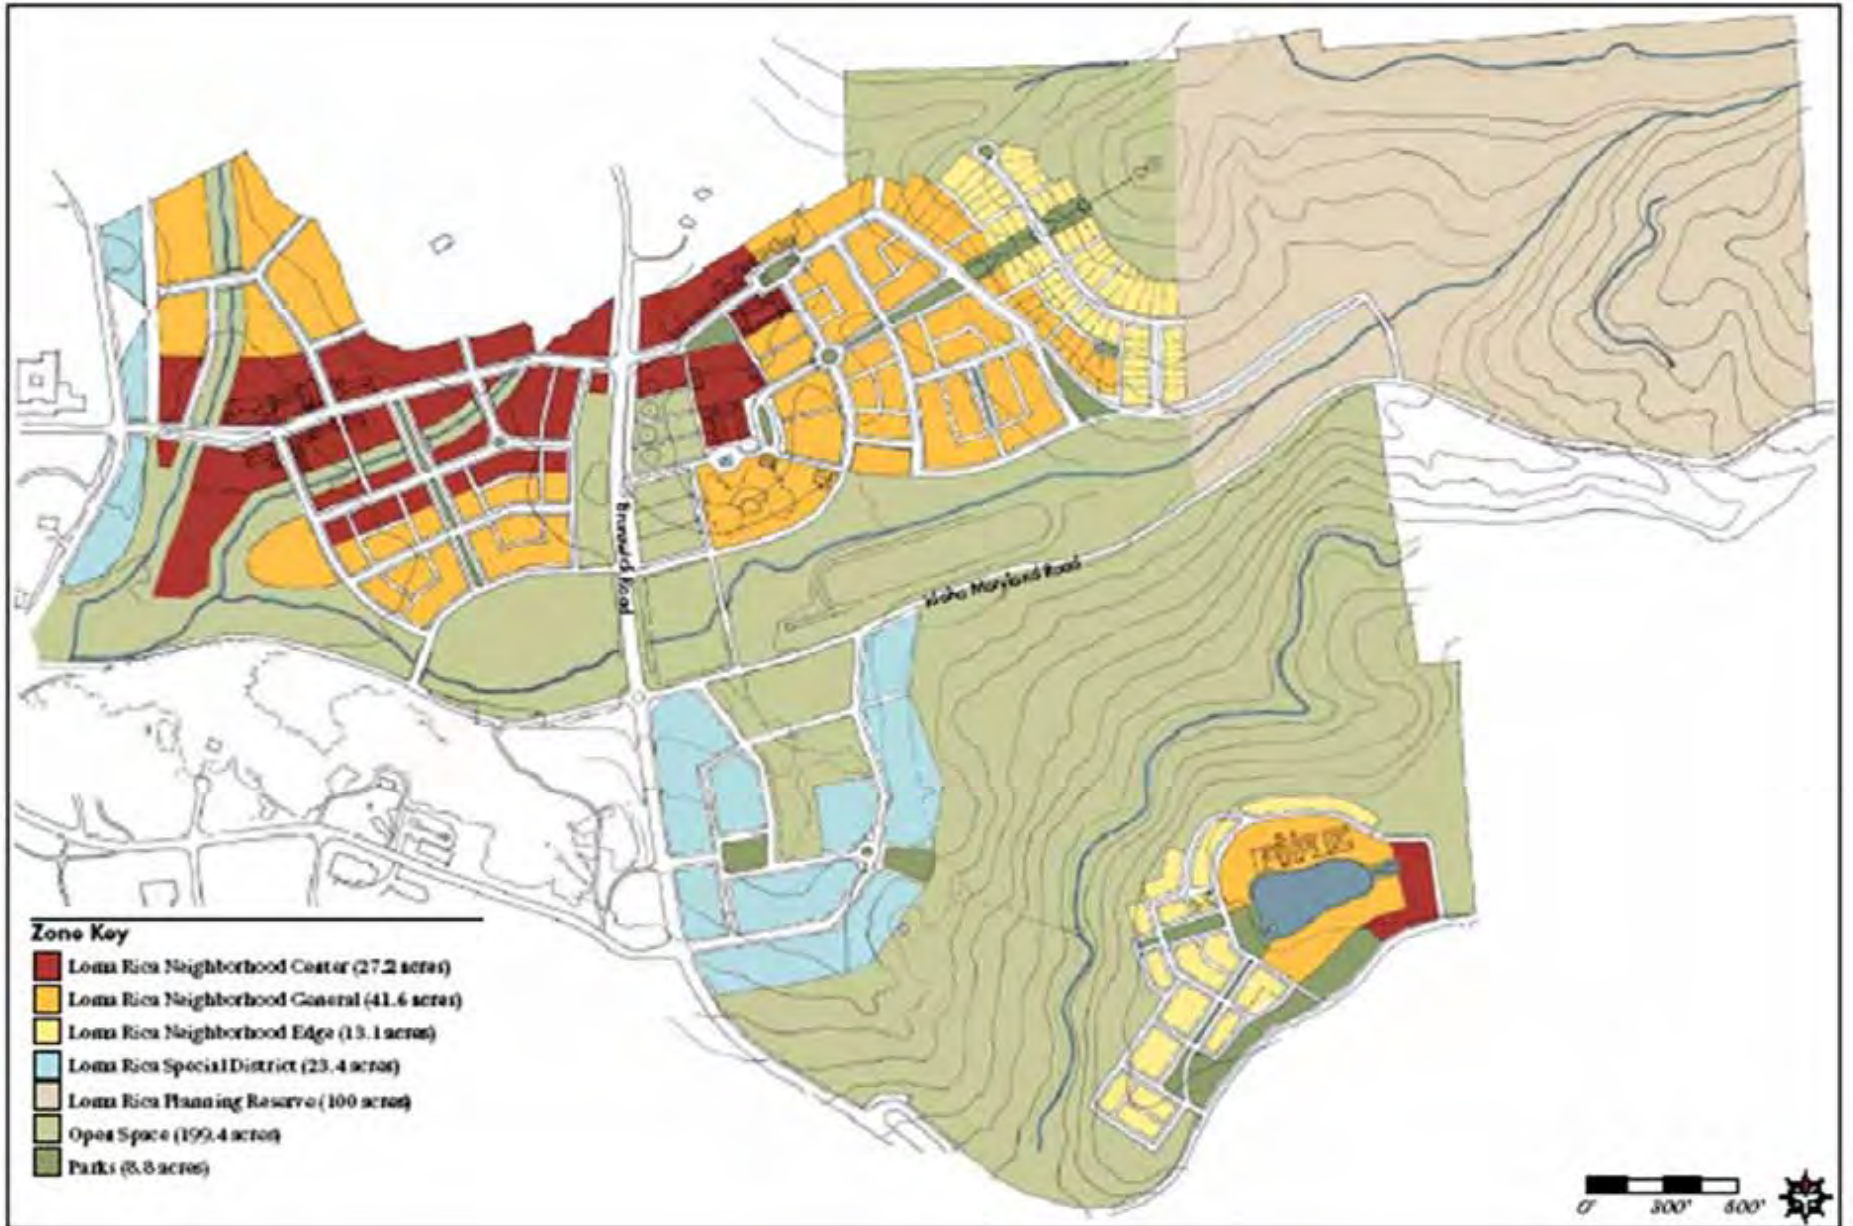 Brunswick Road
Idaho Maryland Road
Zone Key
Loma Rica Neighborhood Center (27.2 acres)
Loma Rica Neighborhood General (41.6 acres)
Loma Rica Neighborhood Edge (13.1 acres)
Loma Rica Special District (23.4 acres)
Loma Rica Planning Reserve (100 acres)
Open Space (199.4 acres)
Parks (8.8 acres)
0' 300' 600'